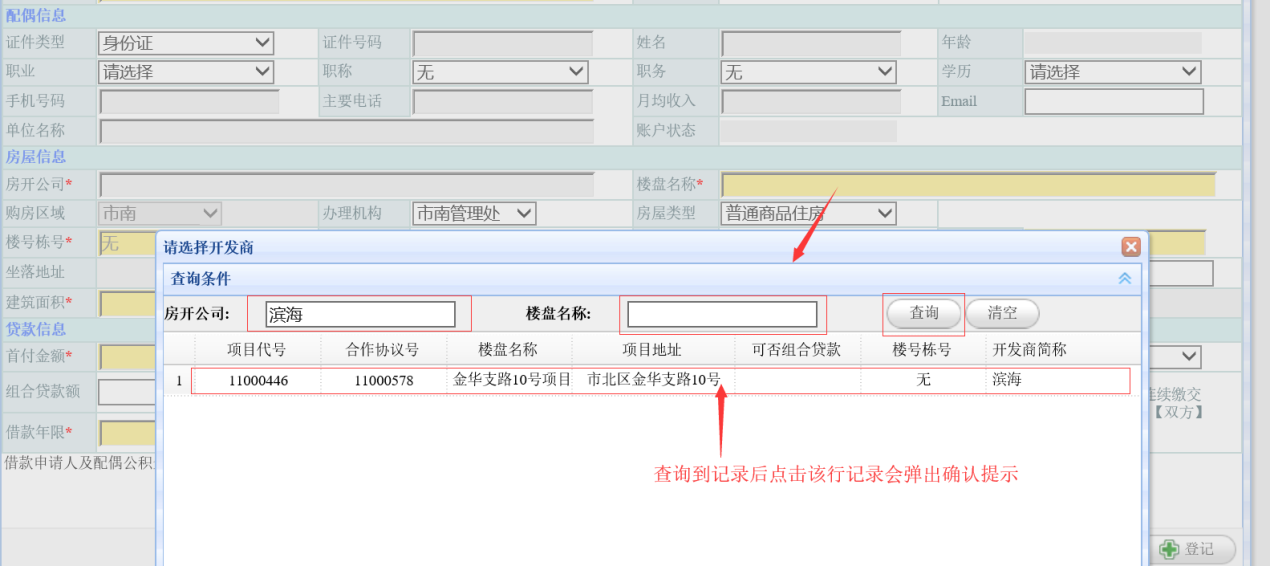 配偶信息
证件类型 身份证 证件号码 姓名 年龄
职业 请选择 职称 无 职务 无 学历 请选择
手机号码 主要电话 月均收入 Email
单位名称 账户状态
房屋信息
房开公司* 楼盘名称*
购房区域 市南 办理机构 市南管理处 房屋类型 普通商品住房
楼号栋号* 无
坐落地址
建筑面积*
贷款信息
首付金额*
组合贷款额
借款年限*
借款申请人及配偶公积
请选择开发商
查询条件
房开公司: 滨海 楼盘名称: 查询 清空
项目代号 合作协议号 楼盘名称 项目地址 可否组合贷款 楼号栋号 开发商简称
1 11000446 11000578 金华支路10号项目 市北区金华支路10号 无 滨海
查询到记录后点击该行记录会弹出确认提示
连续缴交
【双方】
登记